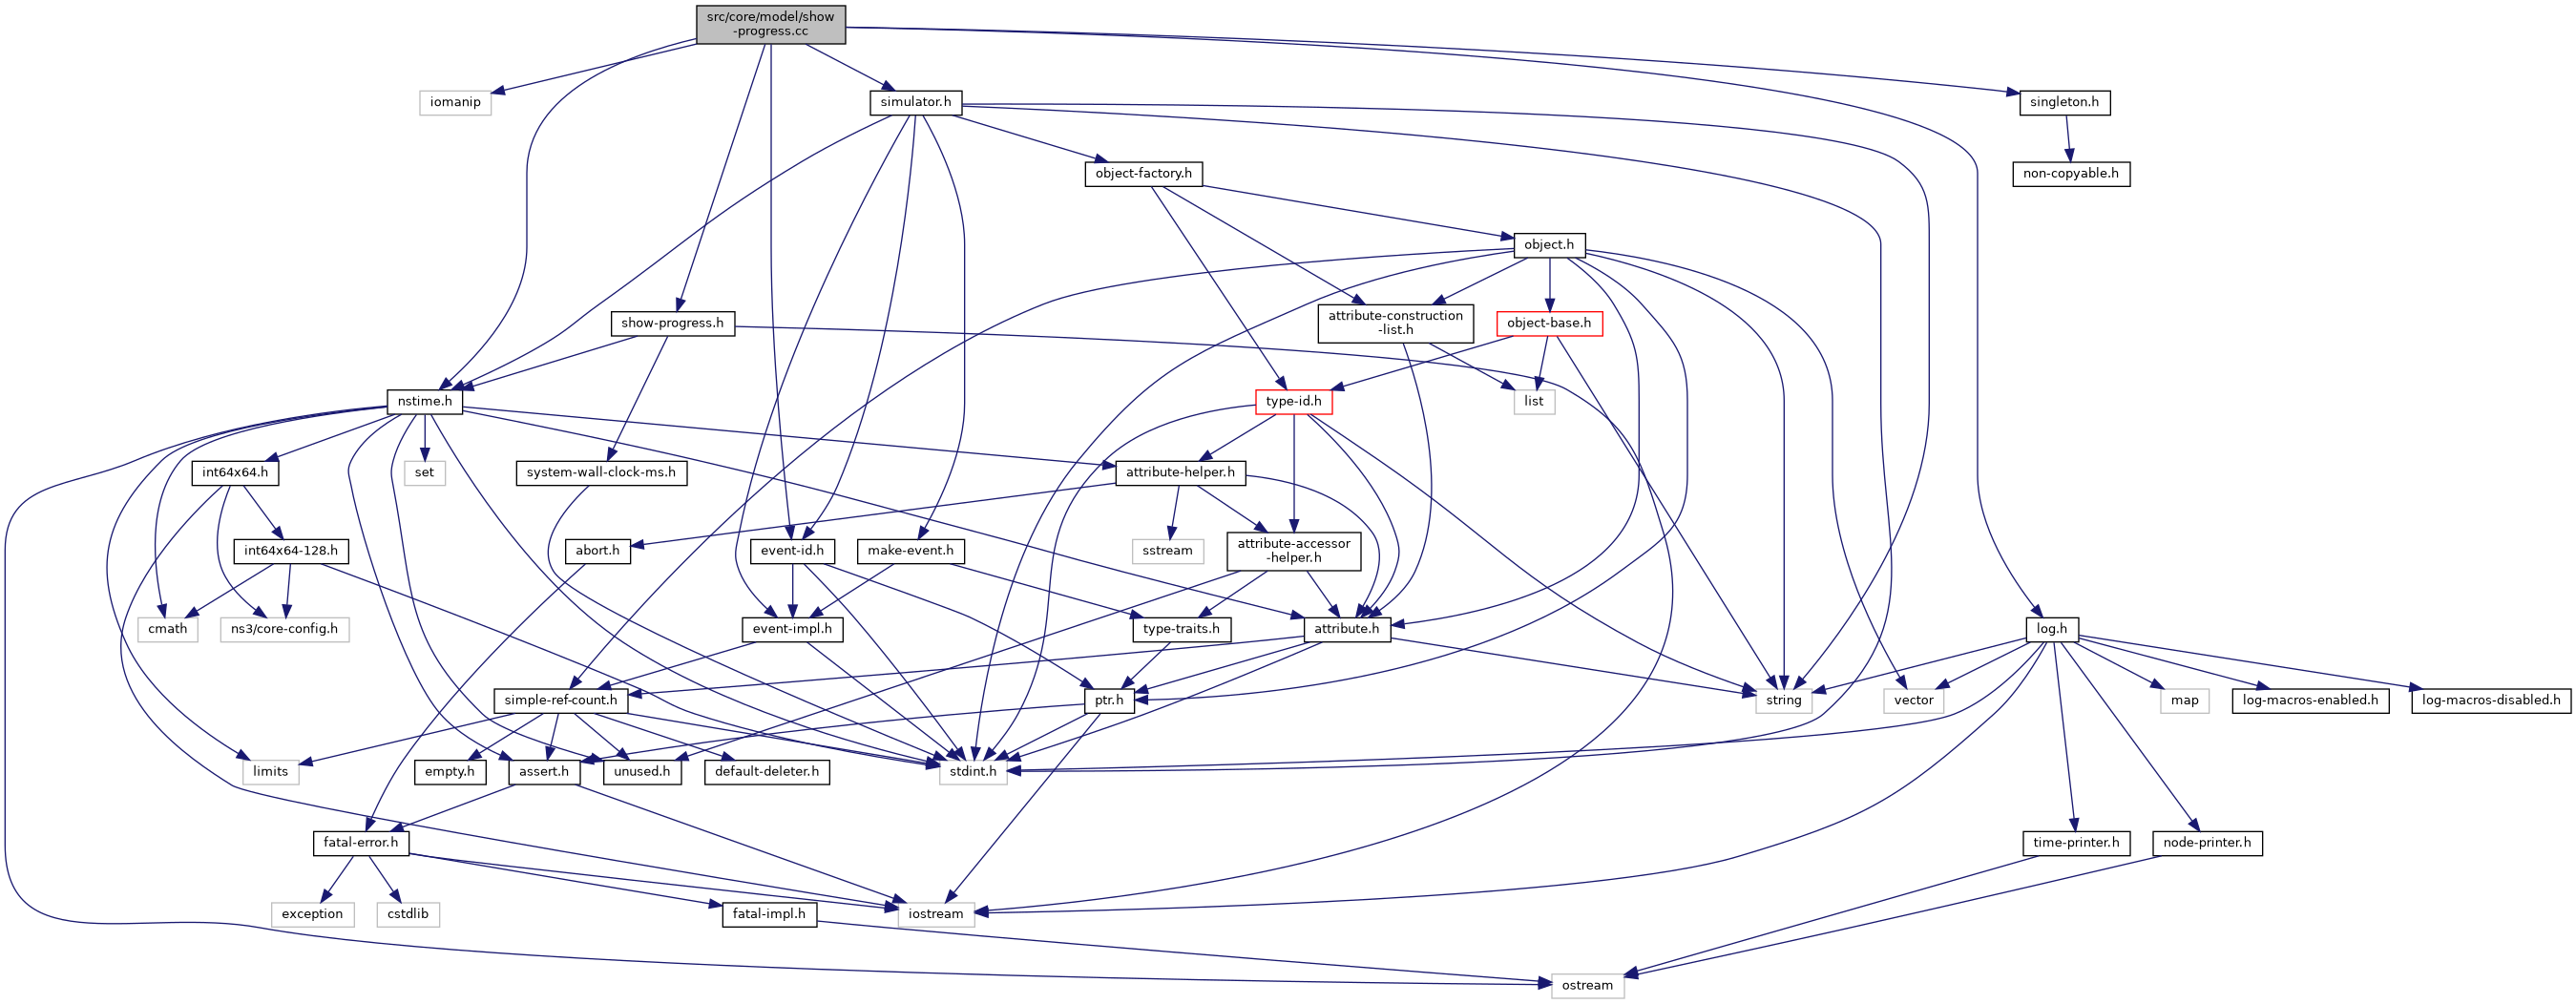 src/core/model/show
-progress.cc
iomanip
simulator.h
singleton.h
object-factory.h
non-copyable.h
object.h
show-progress.h
attribute-construction
-list.h
object-base.h
nstime.h
type-id.h
list
int64x64.h
set
system-wall-clock-ms.h
attribute-helper.h
int64x64-128.h
abort.h
event-id.h
make-event.h
sstream
attribute-accessor
-helper.h
cmath
ns3/core-config.h
event-impl.h
type-traits.h
attribute.h
log.h
simple-ref-count.h
ptr.h
string
vector
map
log-macros-enabled.h
log-macros-disabled.h
limits
empty.h
assert.h
unused.h
default-deleter.h
stdint.h
fatal-error.h
time-printer.h
node-printer.h
exception
cstdlib
fatal-impl.h
iostream
ostream